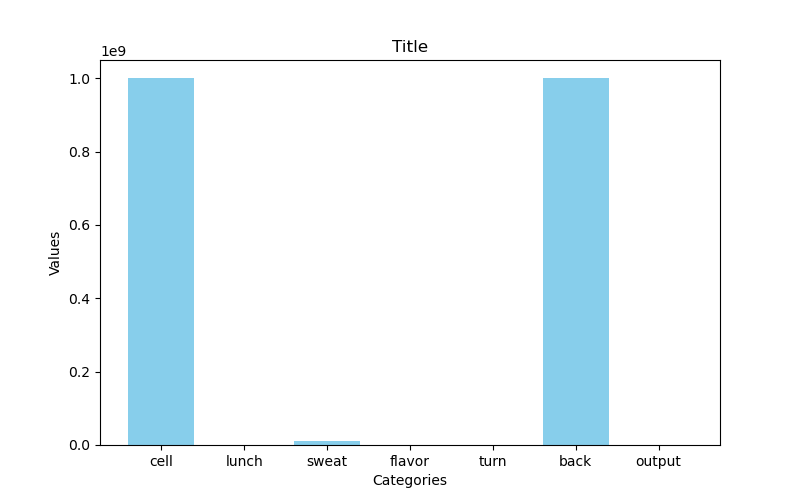 Title
1e9
1.0
0.8
0.6
0.4
0.2
0.0
Values
cell lunch sweat flavor turn back output
Categories